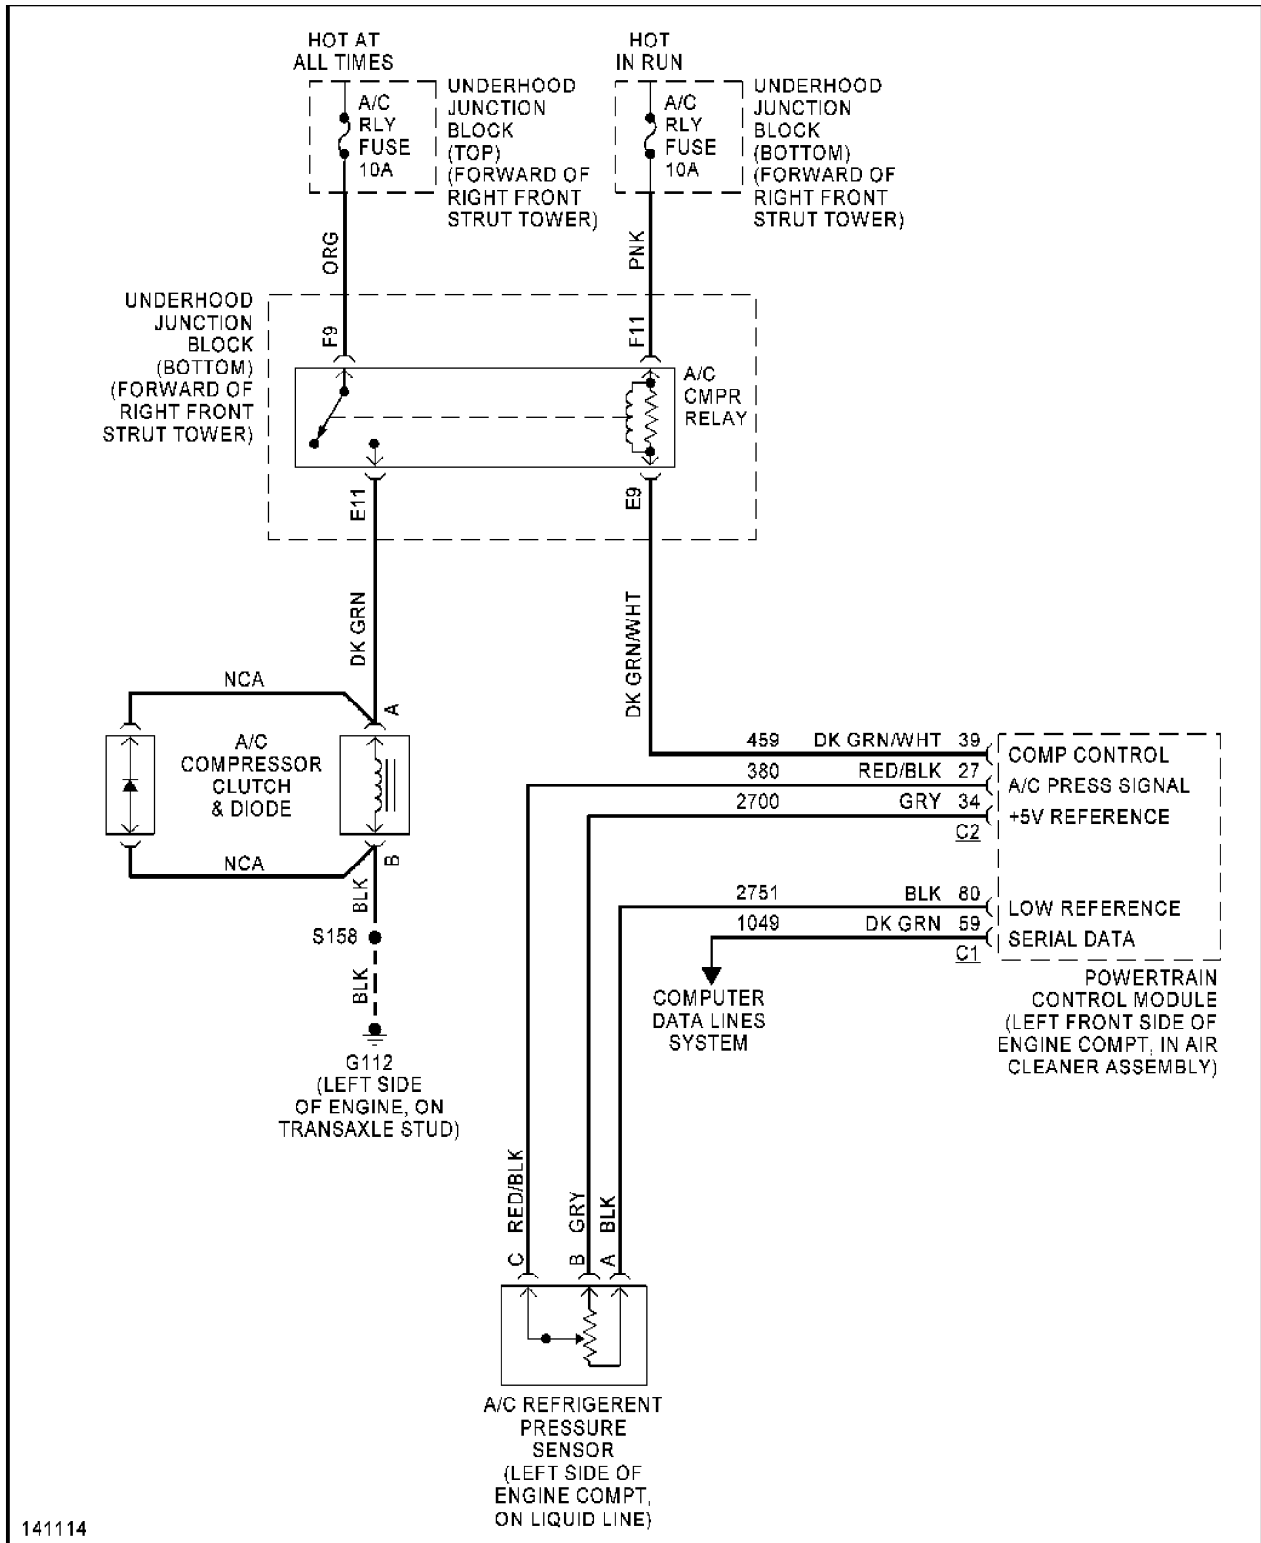 HOT AT
ALL TIMES
HOT
IN RUN
A/C
RLY
FUSE
10A
UNDERHOOD
JUNCTION
BLOCK
(TOP)
(FORWARD OF
RIGHT FRONT
STRUT TOWER)
A/C
RLY
FUSE
10A
UNDERHOOD
JUNCTION
BLOCK
(BOTTOM)
(FORWARD OF
RIGHT FRONT
STRUT TOWER)
ORG
PNK
UNDERHOOD
JUNCTION
BLOCK
(BOTTOM)
(FORWARD OF
RIGHT FRONT
STRUT TOWER)
F9
F11
A/C
CMPR
RELAY
E11
E9
DK GRN
DK GRN/WHT
NCA
A
A/C
COMPRESSOR
CLUTCH
& DIODE
NCA
B
BLK
S158
BLK
G112
(LEFT SIDE
OF ENGINE, ON
TRANSAXLE STUD)
459 DK GRN/WHT 39 COMP CONTROL
380 RED/BLK 27 A/C PRESS SIGNAL
2700 GRY 34 +5V REFERENCE
C2
2751 BLK 80 LOW REFERENCE
1049 DK GRN 59 SERIAL DATA
C1
COMPUTER
DATA LINES
SYSTEM
POWERTRAIN
CONTROL MODULE
(LEFT FRONT SIDE OF
ENGINE COMPT, IN AIR
CLEANER ASSEMBLY)
C RED/BLK
B GRY
A BLK
A/C REFRIGERENT
PRESSURE
SENSOR
(LEFT SIDE OF
ENGINE COMPT,
ON LIQUID LINE)
141114